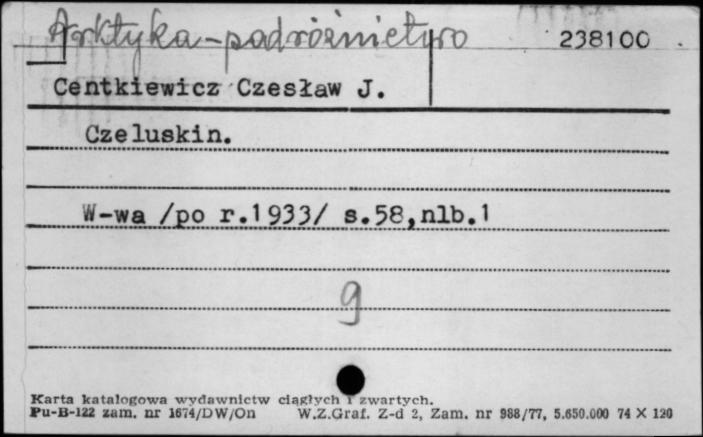 Arktyka - podróżnictwo 238100
Centkiewicz Czesław J.
Czeluskin.
W-wa /po r.1933/ s.58,nlb.1
9
Karta katalogowa wydawnictw ciągłych i zwartych.
Pu-B-122 zam. nr 1674/DW/On W.Z.Graf. Z-d 2, Zam. nr 988/77, 5.650.000 74 X 120